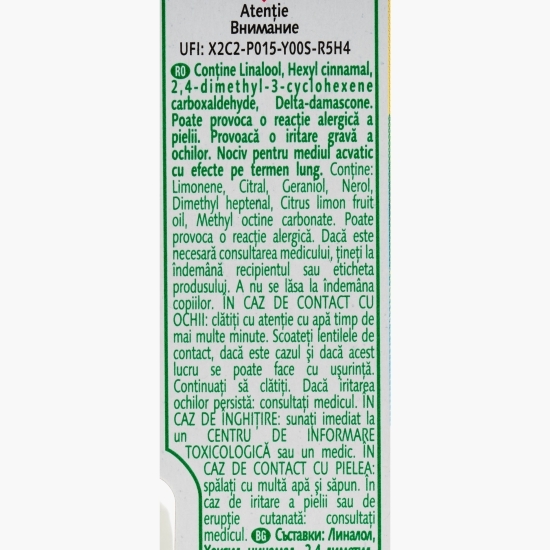 Atenție
Внимание
UFI: X2C2-P015-Y00S-R5H4
RO Conține Linalool, Hexyl cinnamal,
2,4-dimethyl-3-cyclohexene
carboxaldehyde, Delta-damascone.
Poate provoca o reacție alergică a
pielii. Provoacă o iritare gravă a
ochilor. Nociv pentru mediul acvatic
cu efecte pe termen lung. Conține:
Limonene, Citral, Geraniol, Nerol,
Dimethyl heptenal, Citrus limon fruit
oil, Methyl octine carbonate. Poate
provoca o reacție alergică. Dacă este
necesară consultarea medicului, țineți la
îndemână recipientul sau eticheta
produsului. A nu se lăsa la îndemâna
copiilor. ÎN CAZ DE CONTACT CU
OCHII: clătiți cu atenție cu apă timp de
mai multe minute. Scoateți lentilele de
contact, dacă este cazul și dacă acest
lucru se poate face cu ușurință.
Continuați să clătiți. Dacă iritarea
ochilor persistă: consultați medicul. ÎN
CAZ DE ÎNGHIȚIRE: sunați imediat la
un CENTRU DE INFORMARE
TOXICOLOGICĂ sau un medic. ÎN
CAZ DE CONTACT CU PIELEA:
spălați cu multă apă și săpun. În
caz de iritare a pielii sau de
erupție cutanată: consultați
medicul. BG Съставки: Линалол,